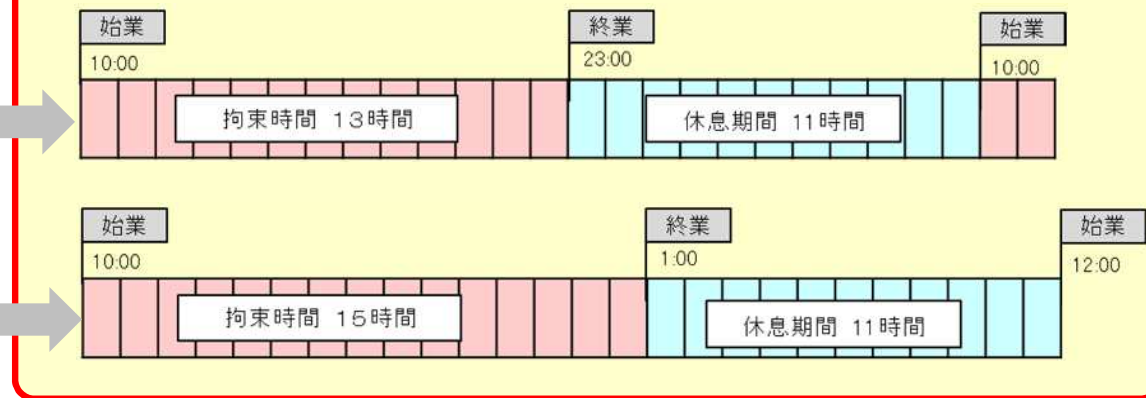 始業 終業 始業
10:00 23:00 10:00
拘束時間 13時間 休息期間 11時間
始業 終業 始業
10:00 1:00 12:00
拘束時間 15時間 休息期間 11時間